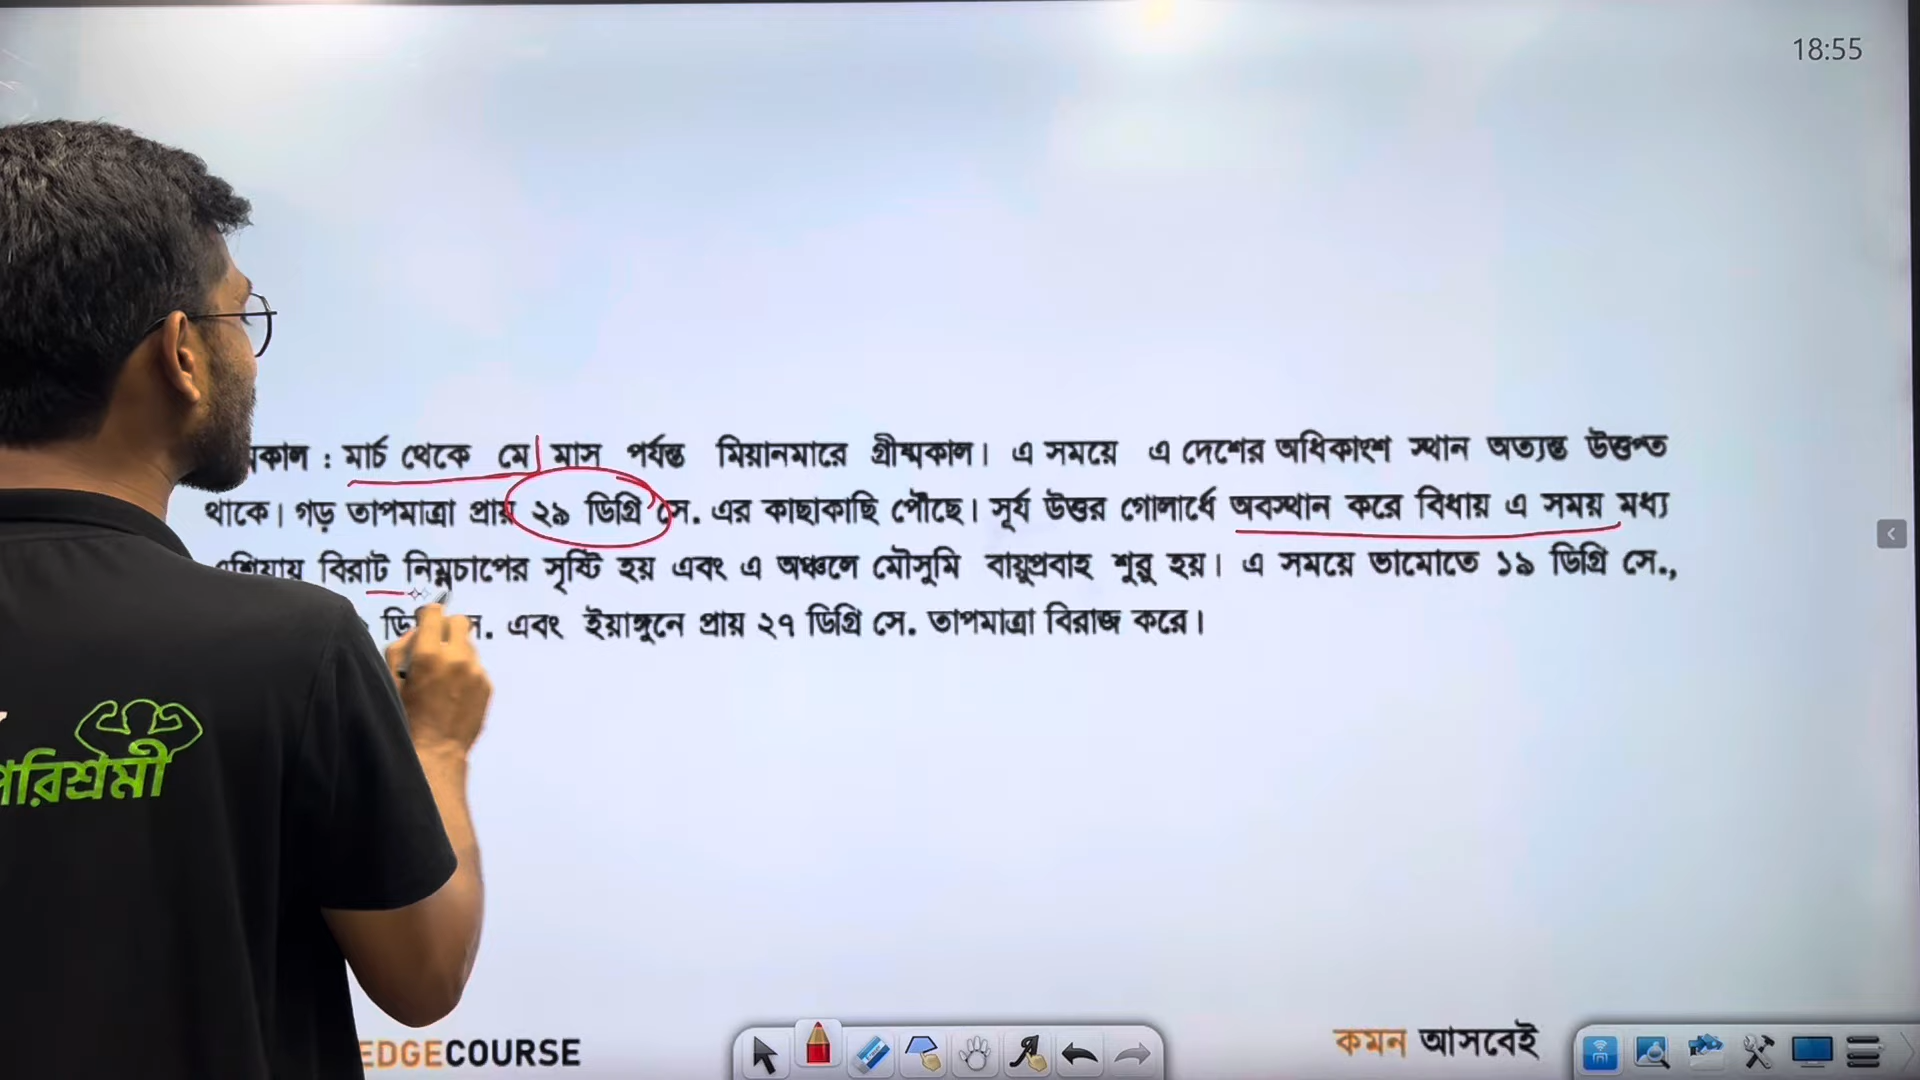 18:55
কাল : মার্চ থেকে মে মাস পর্যন্ত মিয়ানমারে গ্রীষ্মকাল। এ সময়ে এ দেশের অধিকাংশ স্থান অত্যন্ত উত্তপ্ত
থাকে। গড় তাপমাত্রা প্রায় ২৯ ডিগ্রি সে. এর কাছাকাছি পৌঁছে। সূর্য উত্তর গোলার্ধে অবস্থান করে বিধায় এ সময় মধ্য
এশিয়ায় বিরাট নিম্নচাপের সৃষ্টি হয় এবং এ অঞ্চলে মৌসুমি বায়ুপ্রবাহ শুরু হয়। এ সময়ে ভামোতে ১৯ ডিগ্রি সে.,
এবং ইয়াঙ্গুনে প্রায় ২৭ ডিগ্রি সে. তাপমাত্রা বিরাজ করে।
পরিশ্রমী
EDGECOURSE
কমন আসবেই